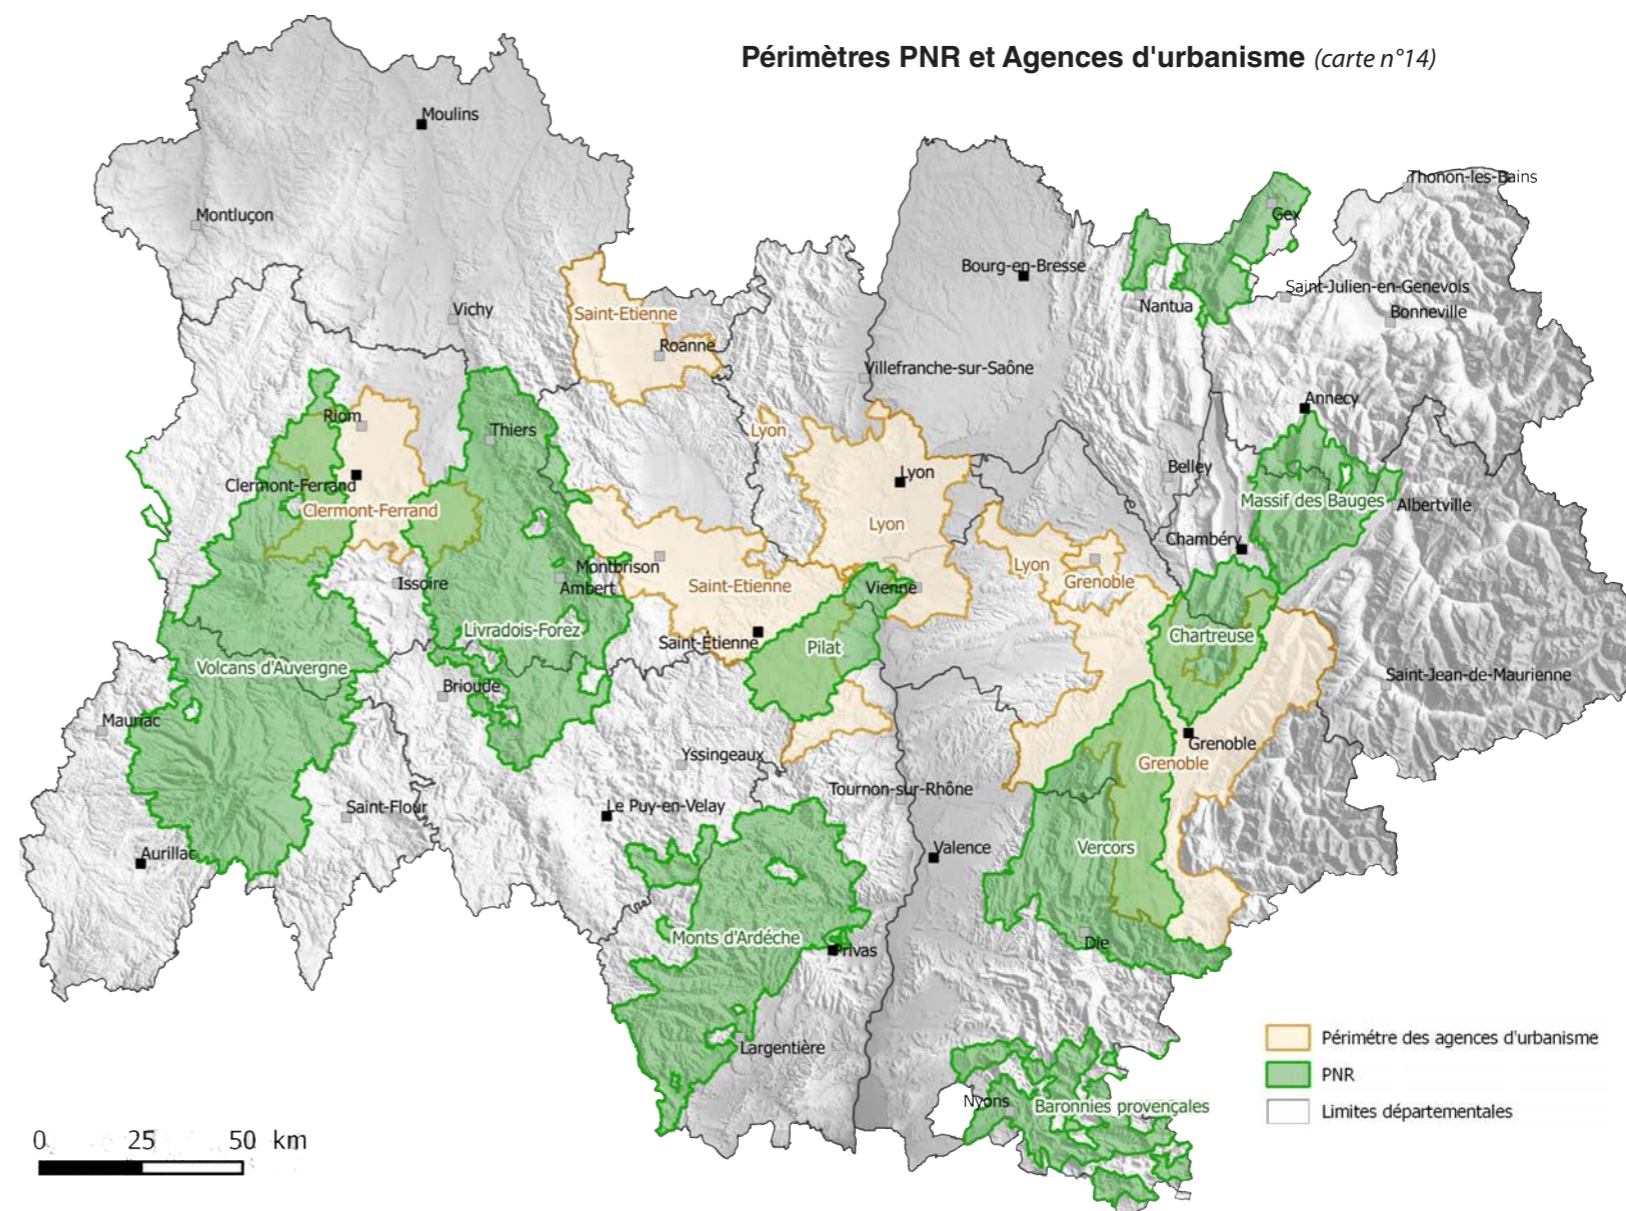 Périmètres PNR et Agences d'urbanisme (carte n°14)
Moulins
Thonon-les-Bains
Gex
Montluçon
Bourg-en-Bresse
Saint-Julien-en-Genevois
Nantua
Bonneville
Vichy
Saint-Etienne
Roanne
Villefranche-sur-Saône
Annecy
Riom
Thiers
Lyon
Lyon
Belley
Clermont-Ferrand
Massif des Bauges
Albertville
Clermont-Ferrand
Lyon
Chambéry
Montbrison
Lyon
Grenoble
Issoire
Ambert
Saint-Etienne
Vienne
Livradois-Forez
Saint-Étienne
Pilat
Chartreuse
Volcans d'Auvergne
Saint-Jean-de-Maurienne
Brioude
Mauriac
Yssingeaux
Grenoble
Grenoble
Tournon-sur-Rhône
Saint-Flour
Le Puy-en-Velay
Valence
Vercors
Aurillac
Monts d'Ardéche
Privas
Die
Largentière
Périmétre des agences d'urbanisme
PNR
Limites départementales
Nyons
Baronnies provençales
0 25 50 km